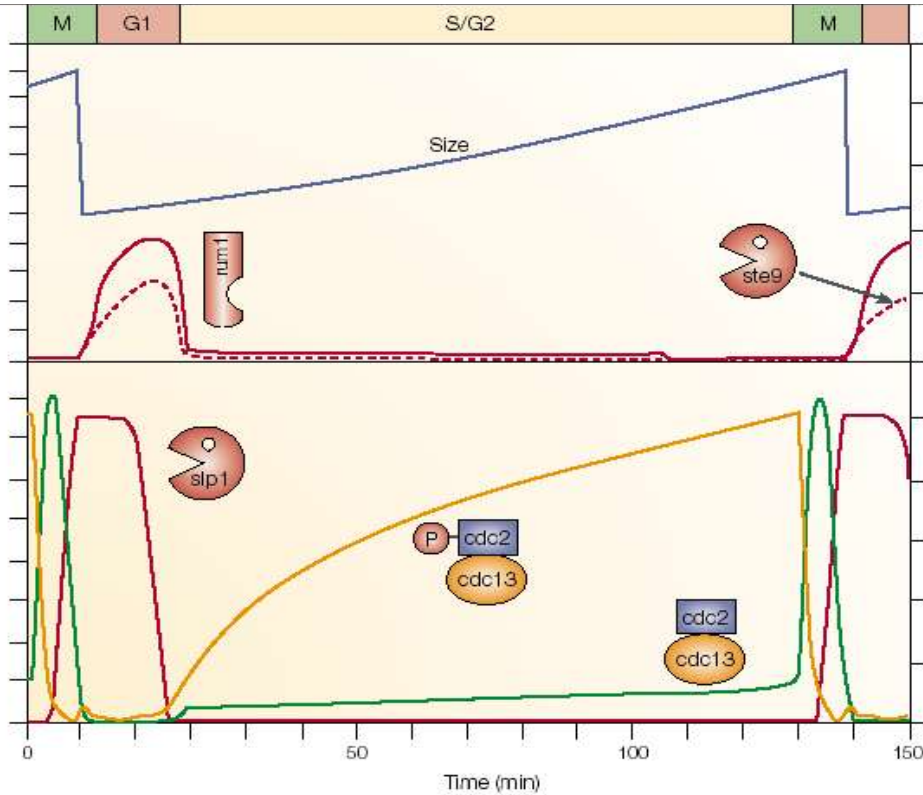 M G1 S/G2 M
Size
rum1
ste9
slp1
P cdc2
cdc13
cdc2
cdc13
0 50 100 150
Time (min)